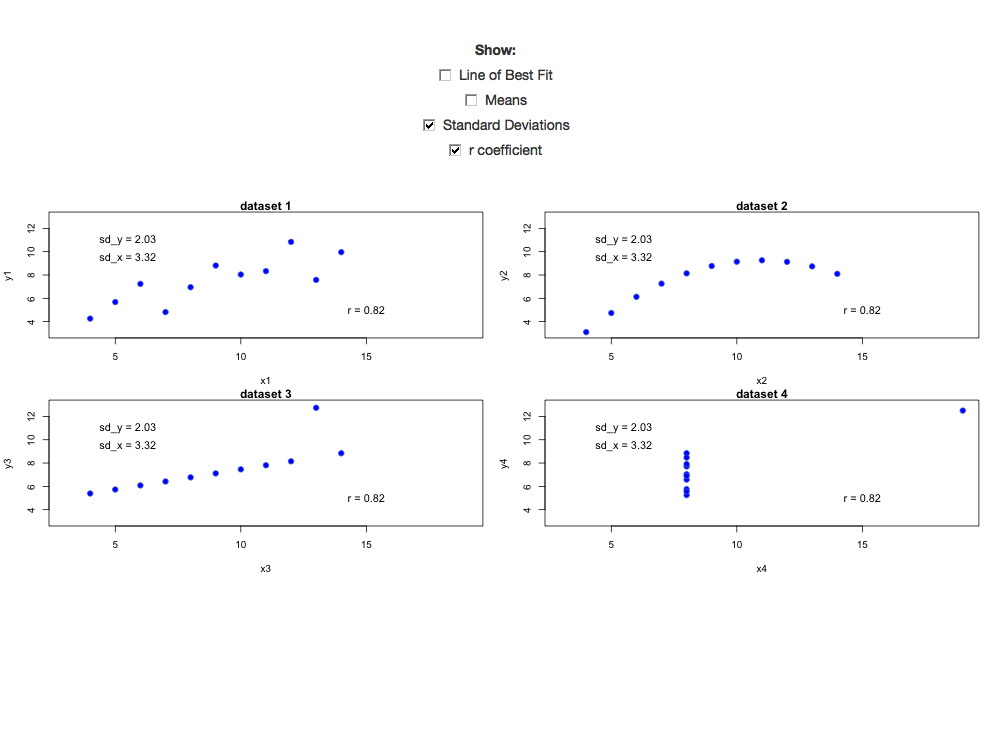 Show:
Line of Best Fit
Means
Standard Deviations
r coefficient
dataset 1
sd_y = 2.03
sd_x = 3.32
r = 0.82
y1
4 6 8 10 12
5 10 15
x1
dataset 2
sd_y = 2.03
sd_x = 3.32
r = 0.82
y2
4 6 8 10 12
5 10 15
x2
dataset 3
sd_y = 2.03
sd_x = 3.32
r = 0.82
y3
4 6 8 10 12
5 10 15
x3
dataset 4
sd_y = 2.03
sd_x = 3.32
r = 0.82
y4
4 6 8 10 12
5 10 15
x4